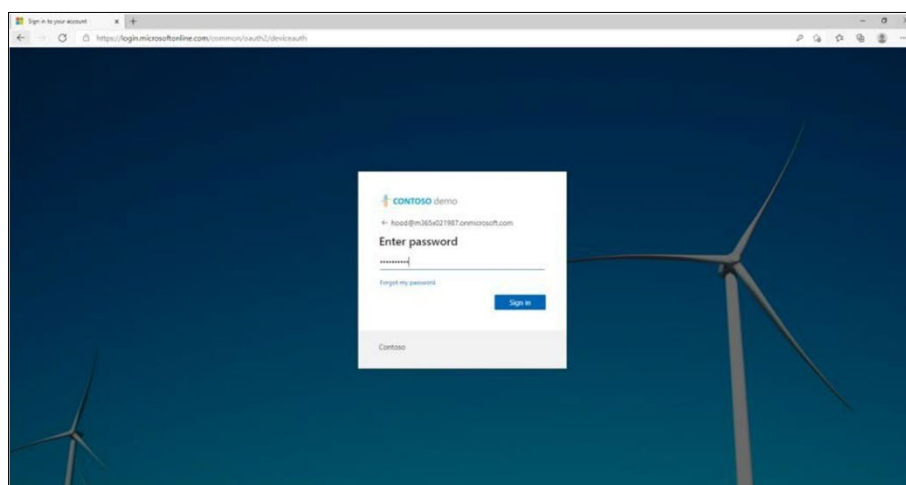 Sign in to your account
https://login.microsoftonline.com/common/oauth2/deviceauth
CONTOSO demo
hood@m365x021987.onmicrosoft.com
Enter password
••••••••••
Forgot my password
Sign in
Contoso